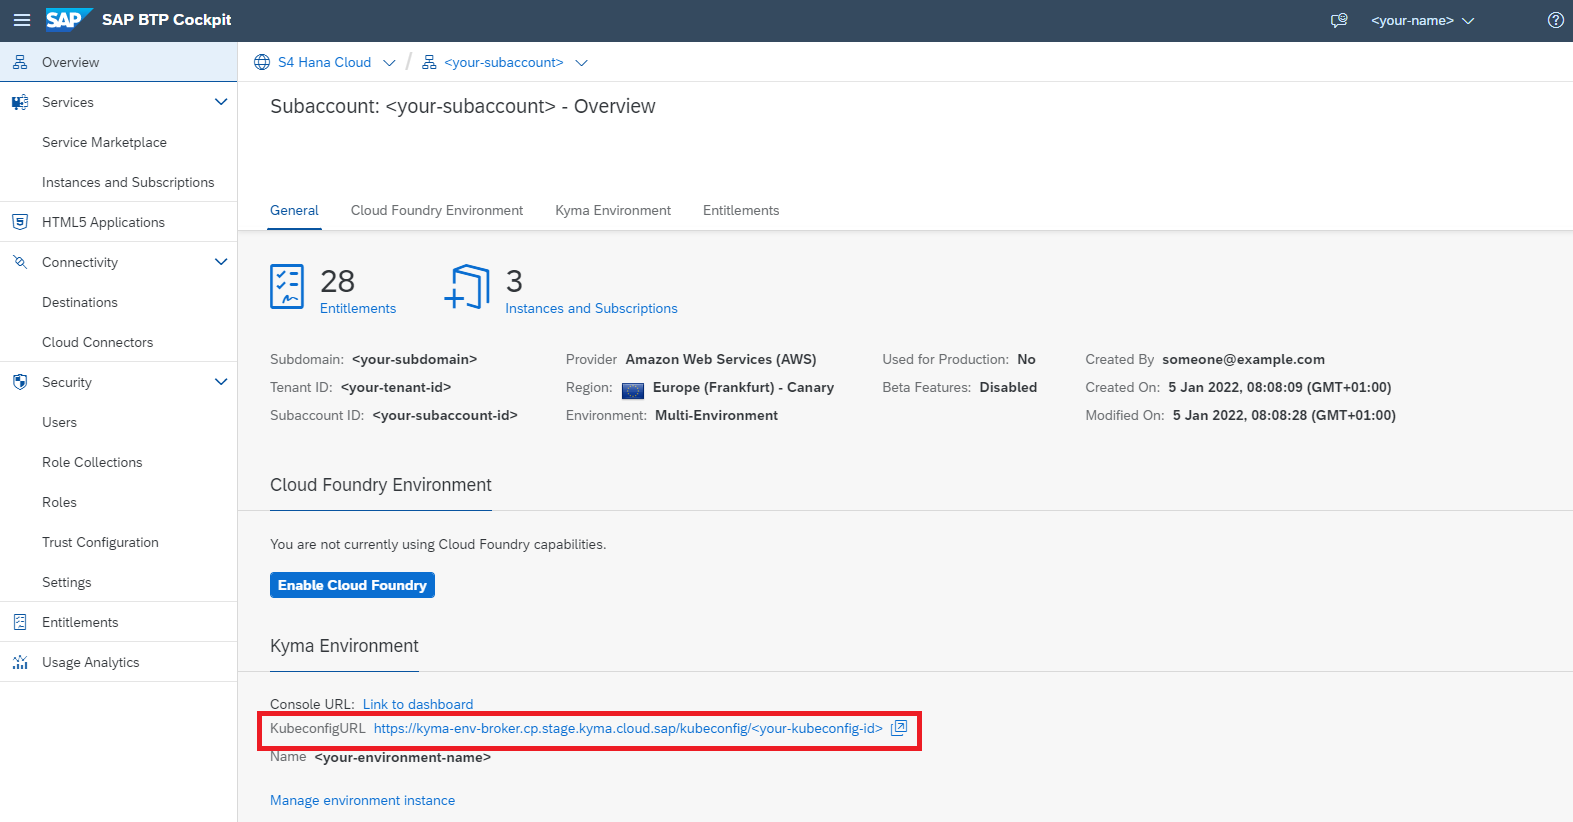 SAP SAP BTP Cockpit
<your-name>
Overview
Services
Service Marketplace
Instances and Subscriptions
HTML5 Applications
Connectivity
Destinations
Cloud Connectors
Security
Users
Role Collections
Roles
Trust Configuration
Settings
Entitlements
Usage Analytics
S4 Hana Cloud / <your-subaccount>
Subaccount: <your-subaccount> - Overview
General Cloud Foundry Environment Kyma Environment Entitlements
28
Entitlements
3
Instances and Subscriptions
Subdomain: <your-subdomain>
Tenant ID: <your-tenant-id>
Subaccount ID: <your-subaccount-id>
Provider Amazon Web Services (AWS)
Region: Europe (Frankfurt) - Canary
Environment: Multi-Environment
Used for Production: No
Beta Features: Disabled
Created By someone@example.com
Created On: 5 Jan 2022, 08:08:09 (GMT+01:00)
Modified On: 5 Jan 2022, 08:08:28 (GMT+01:00)
Cloud Foundry Environment
You are not currently using Cloud Foundry capabilities.
Enable Cloud Foundry
Kyma Environment
Console URL: Link to dashboard
KubeconfigURL https://kyma-env-broker.cp.stage.kyma.cloud.sap/kubeconfig/<your-kubeconfig-id>
Name <your-environment-name>
Manage environment instance